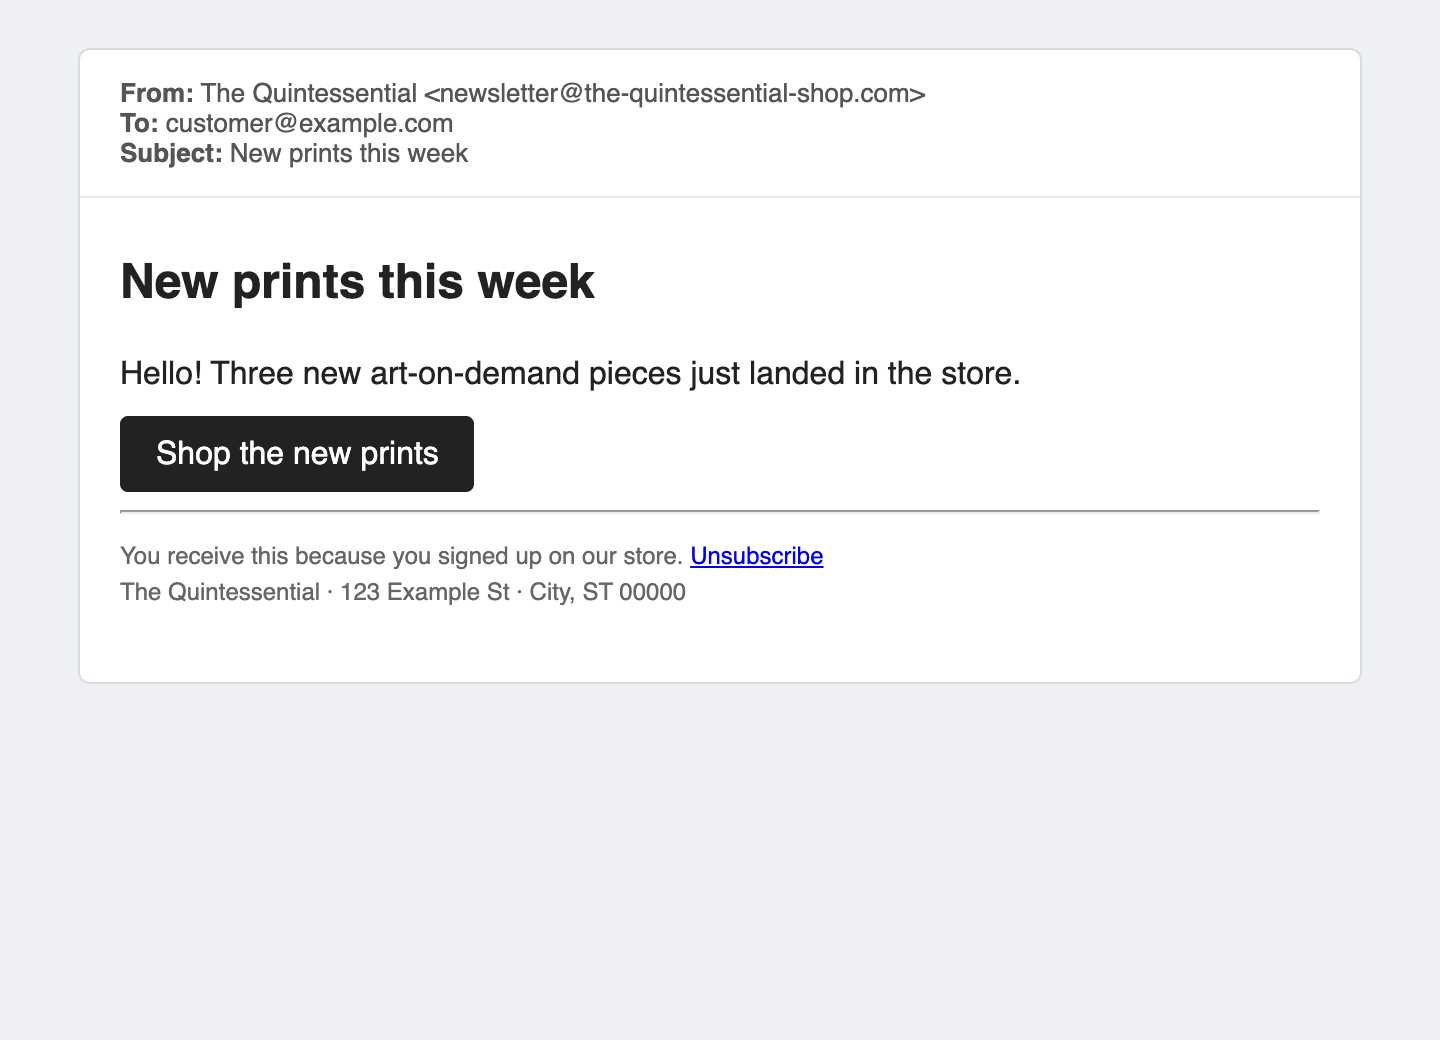 From: The Quintessential <newsletter@the-quintessential-shop.com>
To: customer@example.com
Subject: New prints this week
New prints this week
Hello! Three new art-on-demand pieces just landed in the store.
Shop the new prints
You receive this because you signed up on our store. Unsubscribe
The Quintessential · 123 Example St · City, ST 00000